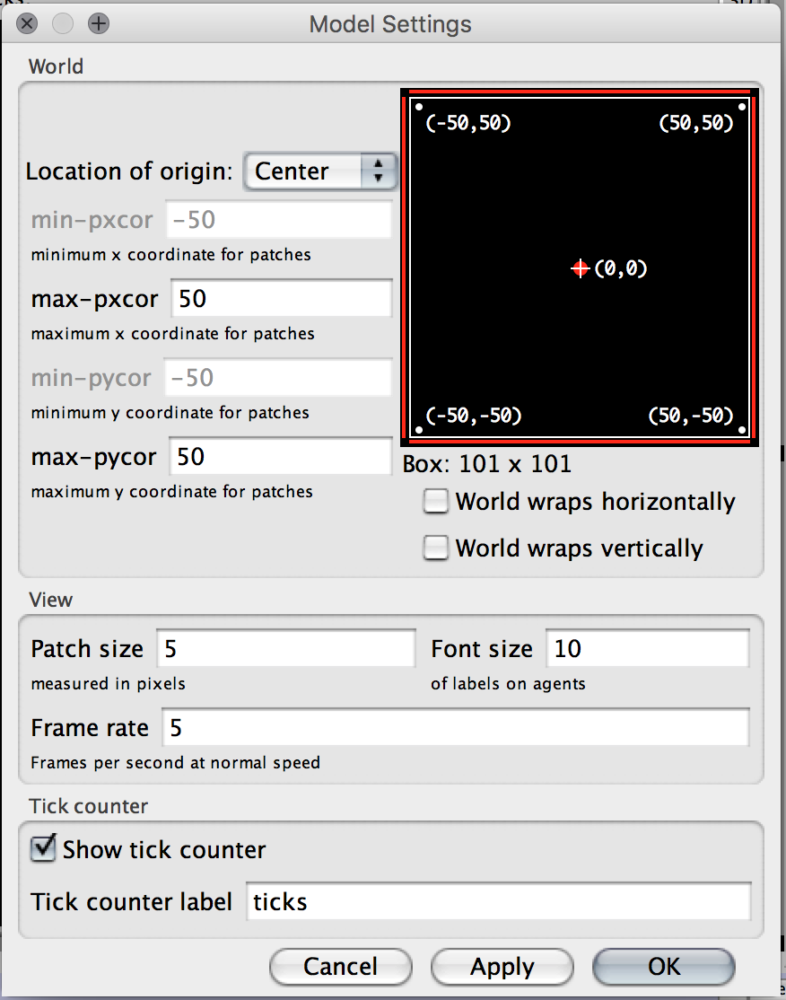 Model Settings
World
(-50,50) (50,50)
Location of origin: Center
min-pxcor -50
minimum x coordinate for patches
(0,0)
max-pxcor 50
maximum x coordinate for patches
min-pycor -50
minimum y coordinate for patches
(-50,-50) (50,-50)
max-pycor 50
Box: 101 x 101
maximum y coordinate for patches
World wraps horizontally
World wraps vertically
View
Patch size 5 Font size 10
measured in pixels of labels on agents
Frame rate 5
Frames per second at normal speed
Tick counter
Show tick counter
Tick counter label ticks
Cancel Apply OK